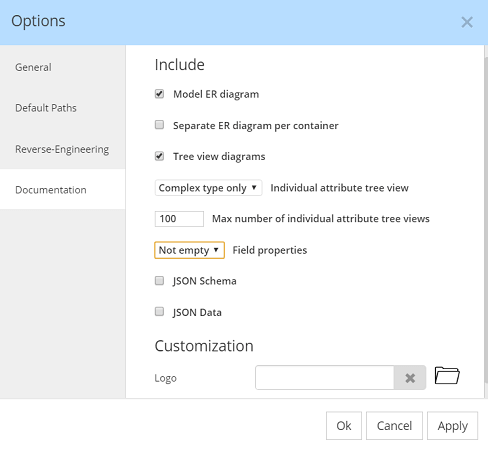 Options
General
Default Paths
Reverse-Engineering
Documentation
Include
Model ER diagram
Separate ER diagram per container
Tree view diagrams
Complex type only Individual attribute tree view
100 Max number of individual attribute tree views
Not empty Field properties
JSON Schema
JSON Data
Customization
Logo
Ok Cancel Apply